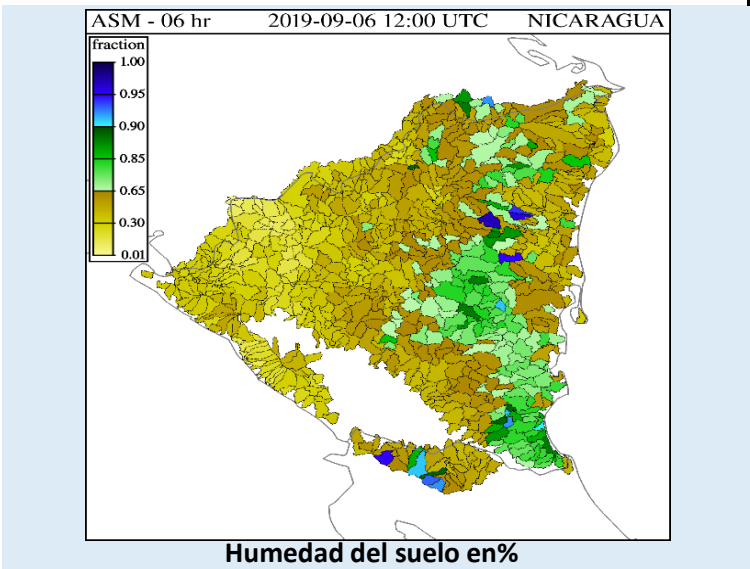 ASM - 06 hr 2019-09-06 12:00 UTC NICARAGUA
fraction
1.00
0.95
0.90
0.85
0.65
0.30
0.01
Humedad del suelo en%